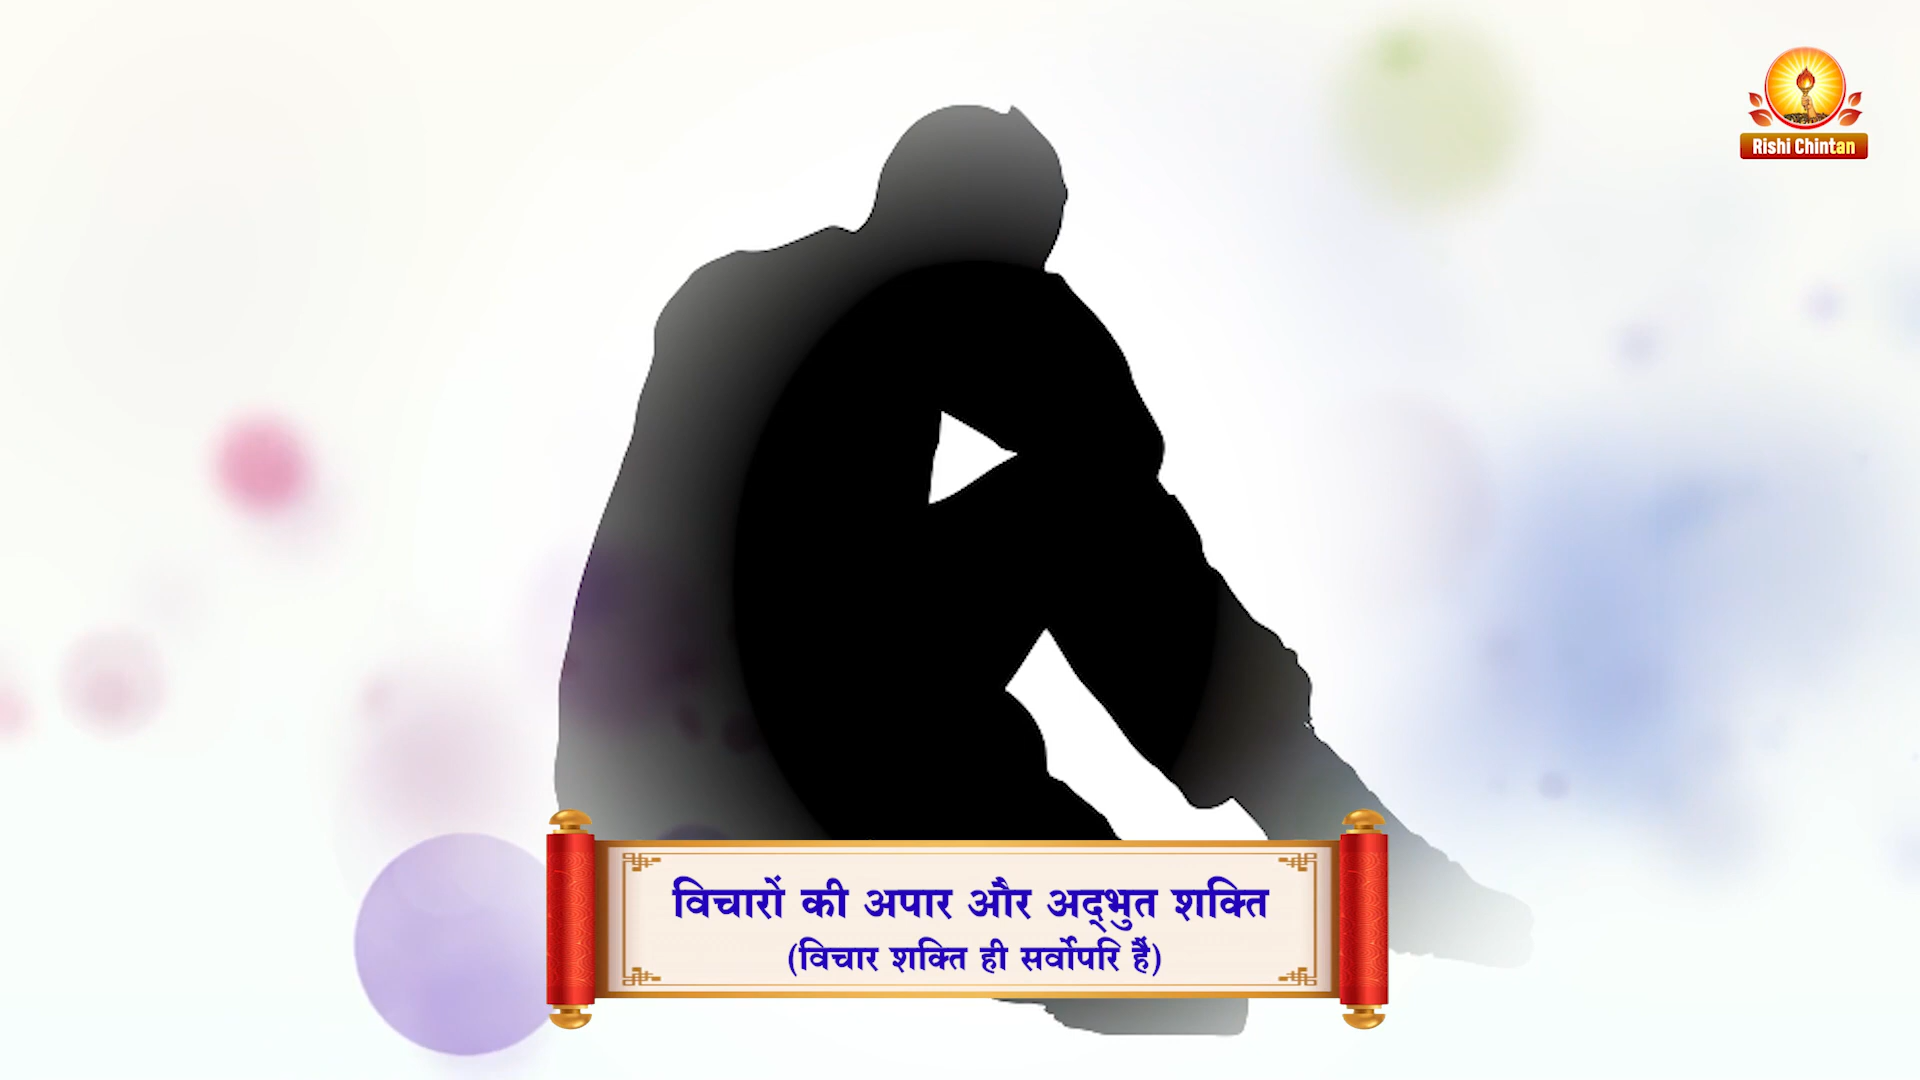 Rishi Chintan
विचारों की अपार और अद्भुत शक्ति
(विचार शक्ति ही सर्वोपरि हैं)